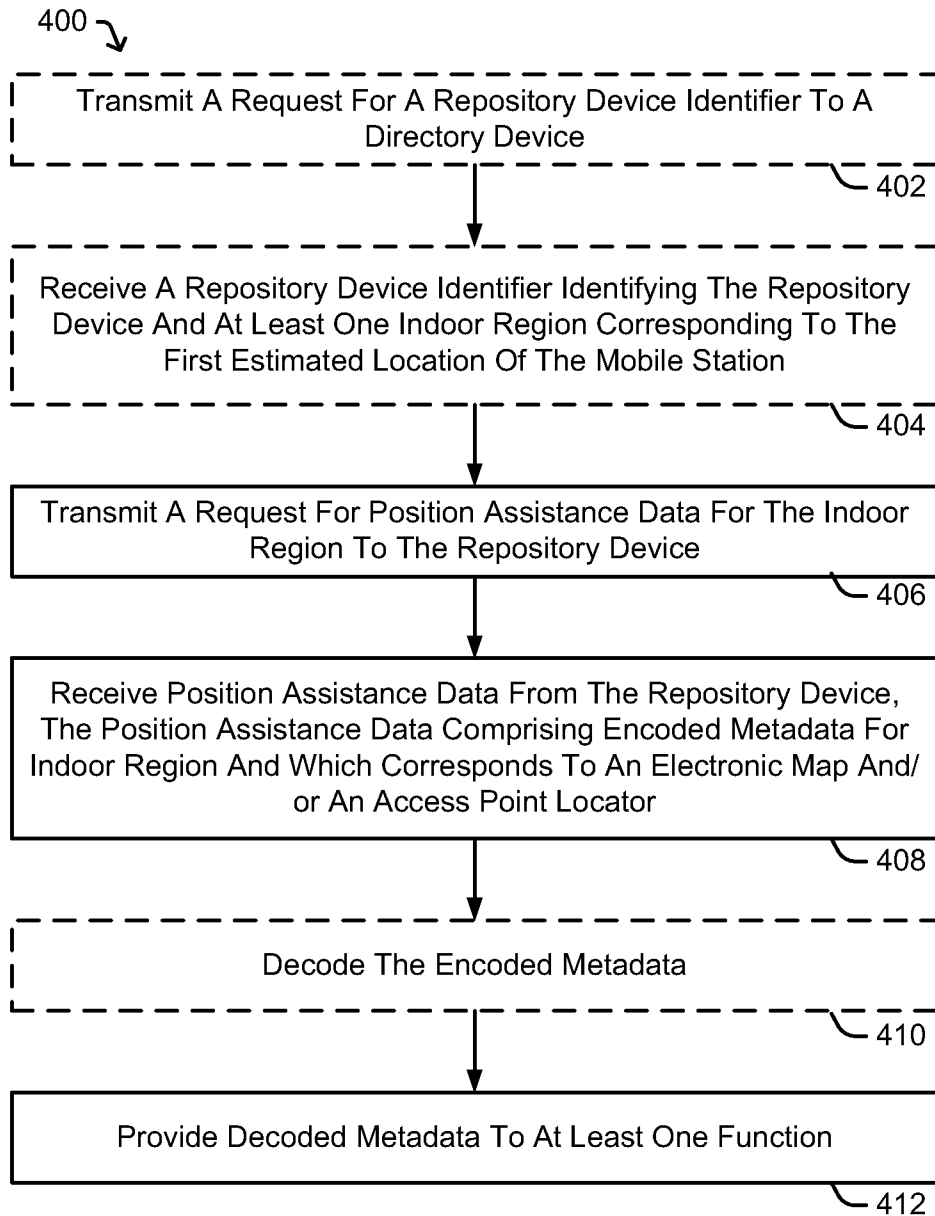 400
Transmit A Request For A Repository Device Identifier To A
Directory Device
402
Receive A Repository Device Identifier Identifying The Repository
Device And At Least One Indoor Region Corresponding To The
First Estimated Location Of The Mobile Station
404
Transmit A Request For Position Assistance Data For The Indoor
Region To The Repository Device
406
Receive Position Assistance Data From The Repository Device,
The Position Assistance Data Comprising Encoded Metadata For
Indoor Region And Which Corresponds To An Electronic Map And/
or An Access Point Locator
408
Decode The Encoded Metadata
410
Provide Decoded Metadata To At Least One Function
412